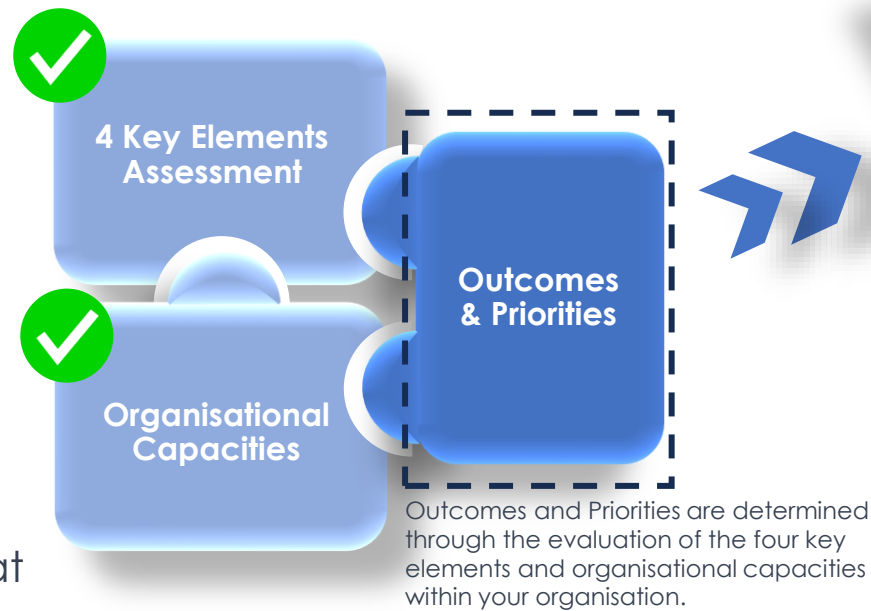 4 Key Elements
Assessment
Outcomes
& Priorities
Organisational
Capacities
Outcomes and Priorities are determined
through the evaluation of the four key
elements and organisational capacities
within your organisation.